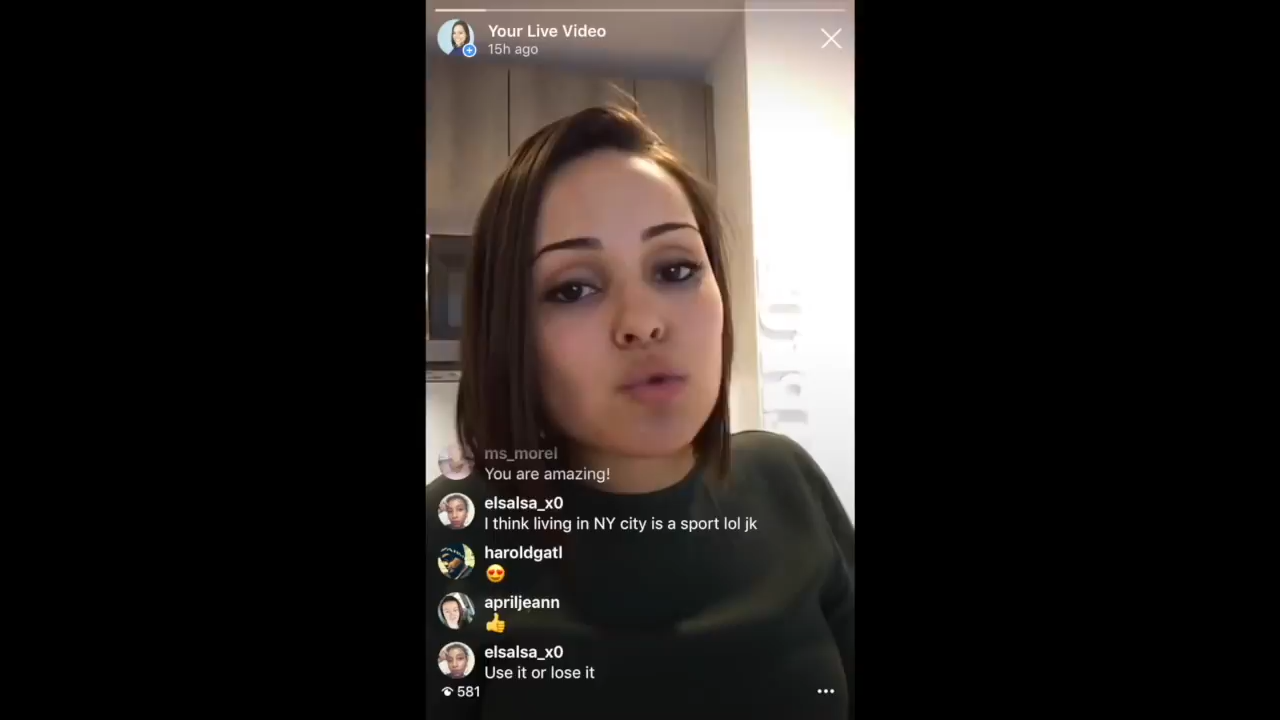 Your Live Video
15h ago
ms_morel
You are amazing!
elsalsa_x0
I think living in NY city is a sport lol jk
haroldgatl
😍
apriljeann
👍
elsalsa_x0
Use it or lose it
581